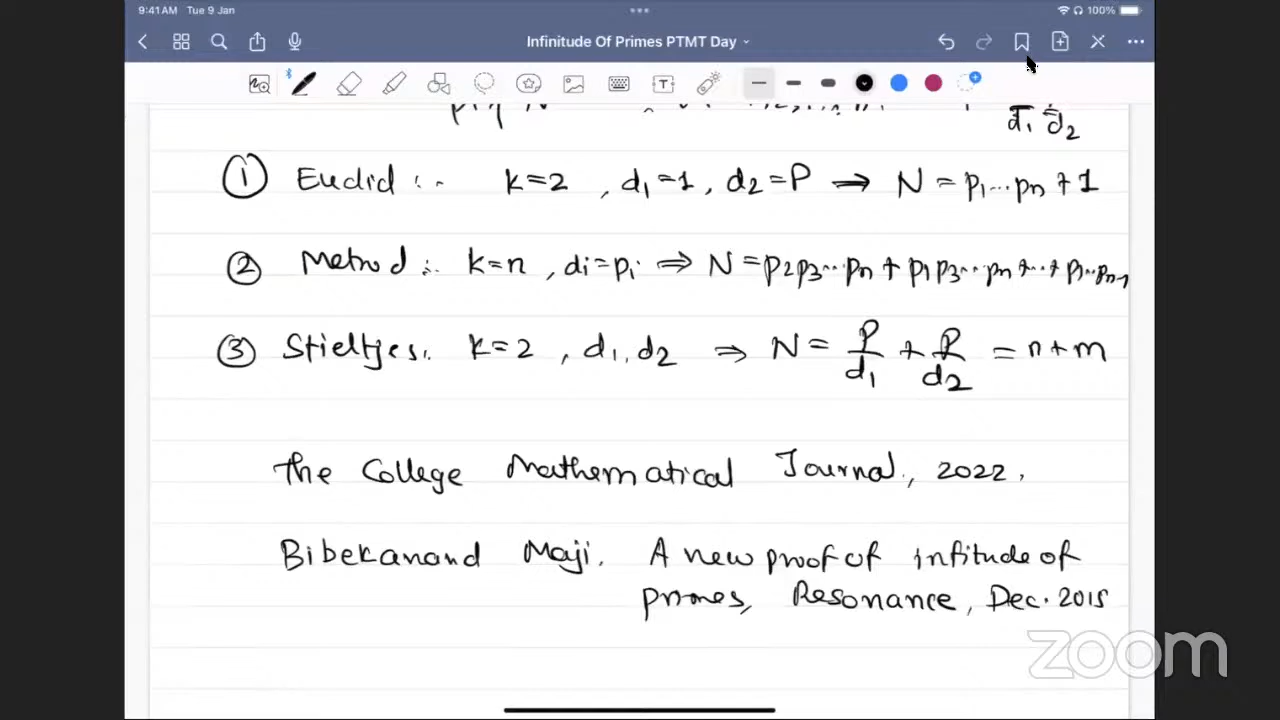 9:41 AM Tue 9 Jan
100%
Infinitude Of Primes PTMT Day
d1 d2
① Euclid :. k=2 , d1=1, d2=P ⇒ N = p1...pn + 1
② Metrod :. k=n , di=pi ⇒ N = p2p3...pn + p1p3...pn +...+ p1...pn-1
③ Stieltjes:. k=2 , d1, d2 ⇒ N = P/d1 + P/d2 = n+m
The College Mathematical Journal., 2022.
Bibekanand Maji. A new proof of infitude of
primes, Resonance, Dec. 2015
zoom